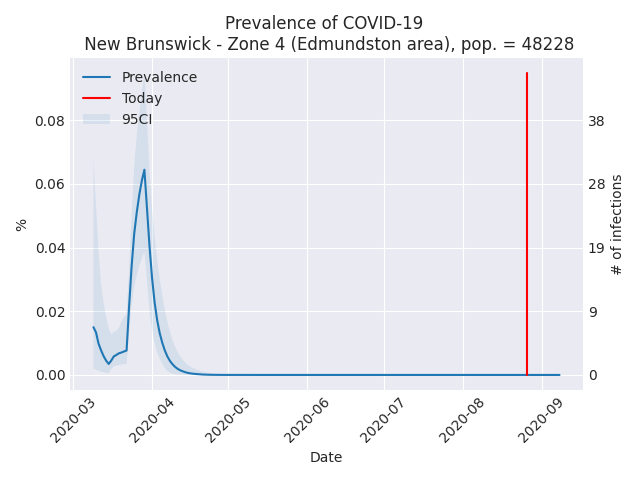 Prevalence of COVID-19
New Brunswick - Zone 4 (Edmundston area), pop. = 48228
Prevalence
Today
95CI
0.08
0.06
0.04
0.02
0.00
%
38
28
19
9
0
# of infections
2020-03
2020-04
2020-05
2020-06
2020-07
2020-08
2020-09
Date